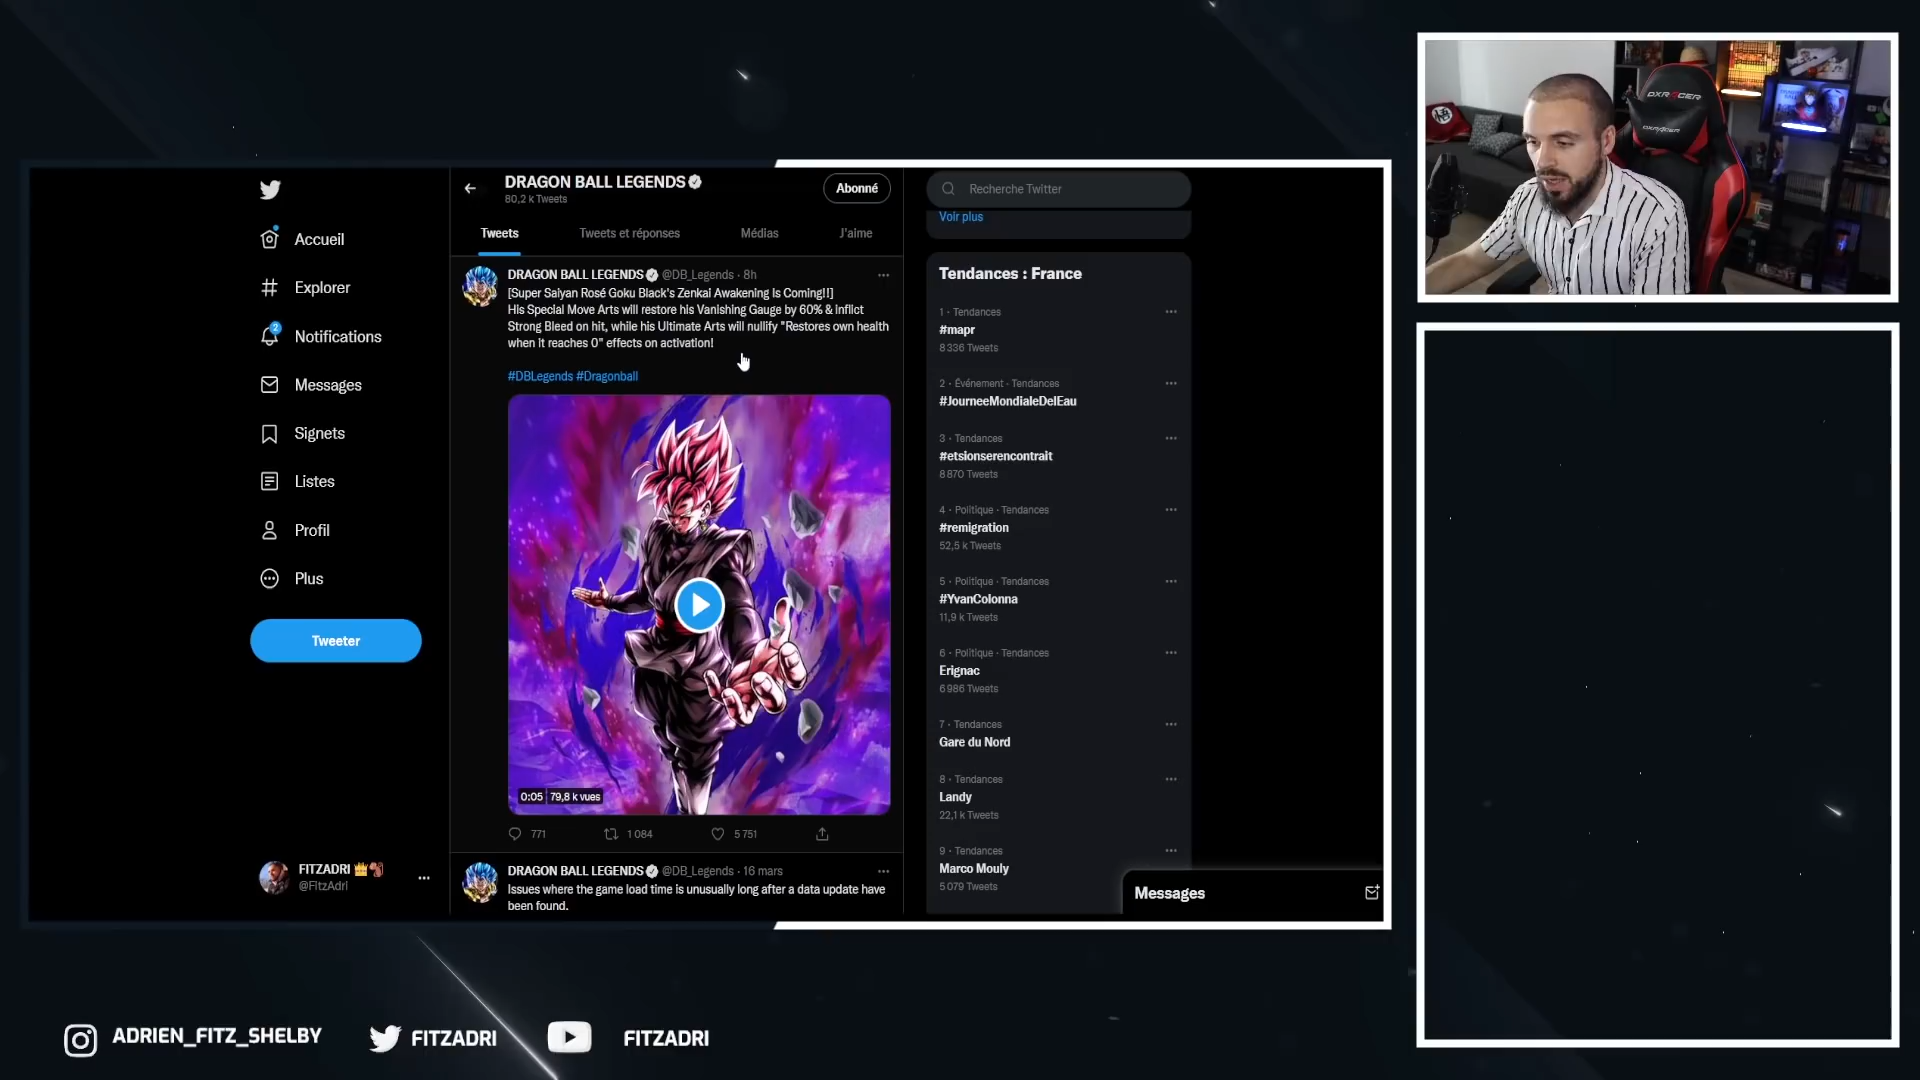 DRAGON BALL LEGENDS
80,2 k Tweets
Abonné
Tweets
Tweets et réponses
Médias
J'aime
Accueil
Explorer
2
Notifications
Messages
Signets
Listes
Profil
Plus
Tweeter
FITZADRI
@FitzAdri
DRAGON BALL LEGENDS @DB_Legends · 8h
[Super Saiyan Rosé Goku Black's Zenkai Awakening Is Coming!!]
His Special Move Arts will restore his Vanishing Gauge by 60% & Inflict
Strong Bleed on hit, while his Ultimate Arts will nullify "Restores own health
when it reaches 0" effects on activation!
#DBLegends #Dragonball
0:05 79,8 k vues
771
1 084
5 751
DRAGON BALL LEGENDS @DB_Legends · 16 mars
Issues where the game load time is unusually long after a data update have
been found.
Recherche Twitter
Voir plus
Tendances : France
1 · Tendances
#mapr
8 336 Tweets
2 · Événement · Tendances
#JourneeMondialeDelEau
3 · Tendances
#etsionserencontrait
8 870 Tweets
4 · Politique · Tendances
#remigration
52,5 k Tweets
5 · Politique · Tendances
#YvanColonna
11,9 k Tweets
6 · Politique · Tendances
Erignac
6 986 Tweets
7 · Tendances
Gare du Nord
8 · Tendances
Landy
22,1 k Tweets
9 · Tendances
Marco Mouly
5 079 Tweets
Messages
DXRACER
DXRACER
ADRIEN_FITZ_SHELBY
FITZADRI
FITZADRI